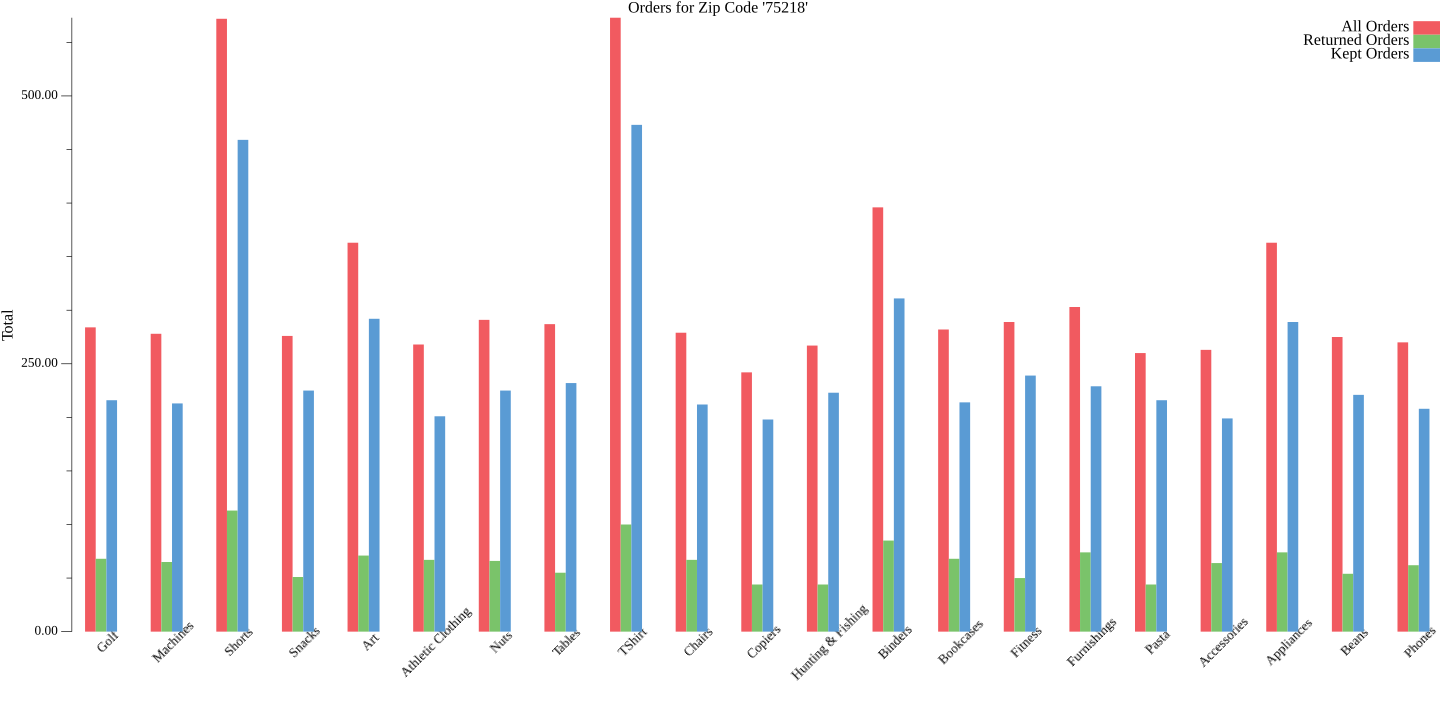 Orders for Zip Code '75218'
All Orders
Returned Orders
Kept Orders
500.00
250.00
0.00
Total
Golf
Machines
Shorts
Snacks
Art
Athletic Clothing
Nuts
Tables
TShirt
Chairs
Copiers
Hunting & Fishing
Binders
Bookcases
Fitness
Furnishings
Pasta
Accessories
Appliances
Beans
Phones